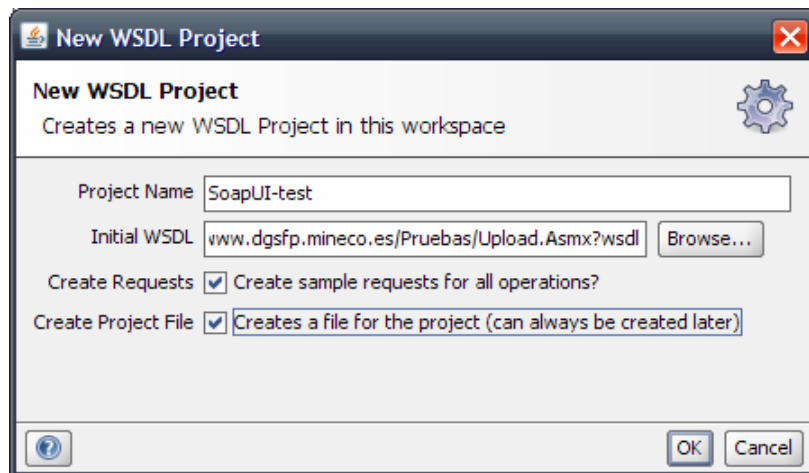 New WSDL Project
New WSDL Project
Creates a new WSDL Project in this workspace
Project Name SoapUI-test
Initial WSDL www.dgsfp.mineco.es/Pruebas/Upload.Asmx?wsdl Browse...
Create Requests Create sample requests for all operations?
Create Project File Creates a file for the project (can always be created later)
? OK Cancel